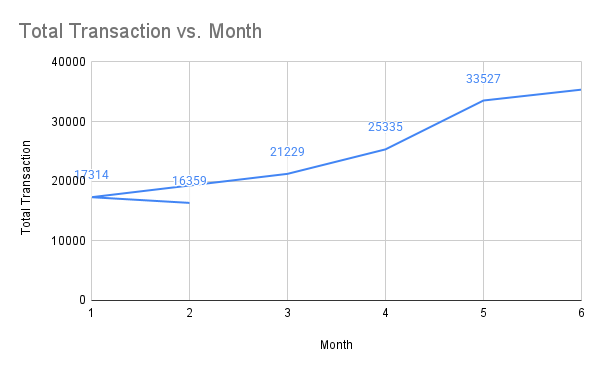 Total Transaction vs. Month
Total Transaction
40000
30000
20000
10000
0
17314
16359
21229
25335
33527
1 2 3 4 5 6
Month